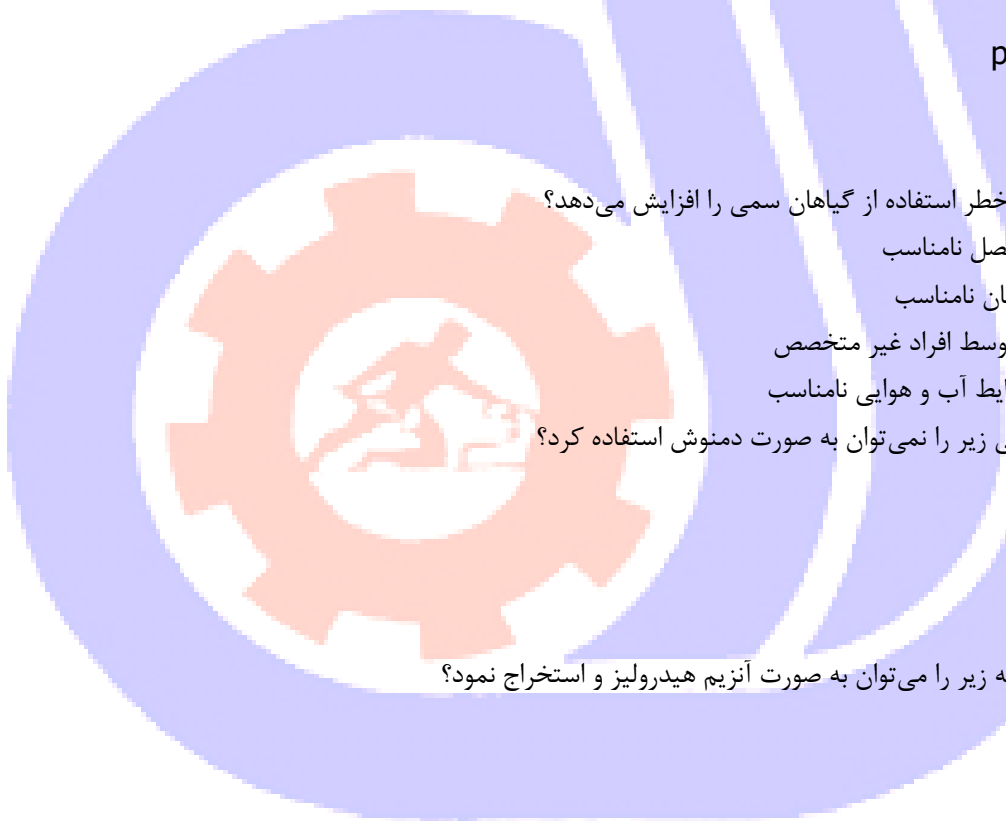 p
خطر استفاده از گیاهان سمی را افزایش می‌دهد؟
صل نامناسب
ان نامناسب
وسط افراد غیر متخصص
ایط آب و هوایی نامناسب
ی زیر را نمی‌توان به صورت دمنوش استفاده کرد؟
ه زیر را می‌توان به صورت آنزیم هیدرولیز و استخراج نمود؟